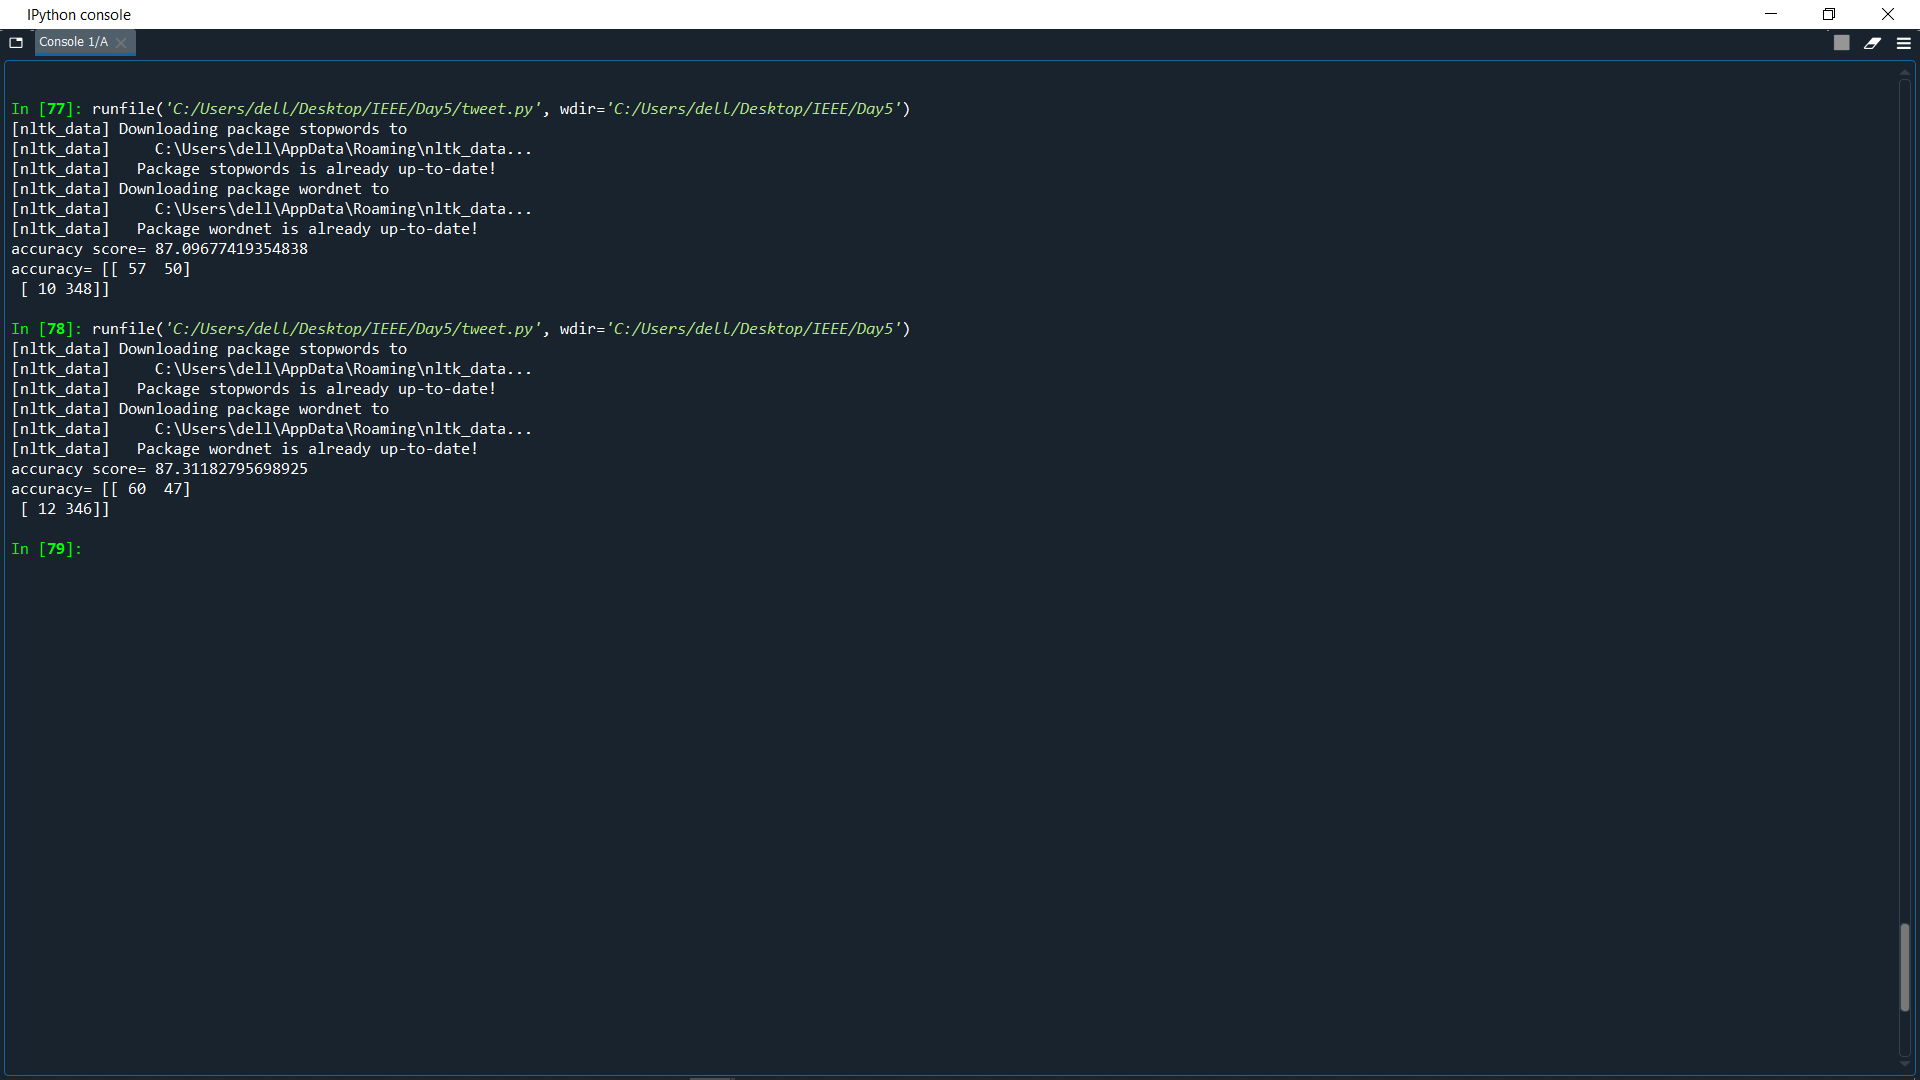 IPython console
Console 1/A
In [77]: runfile('C:/Users/dell/Desktop/IEEE/Day5/tweet.py', wdir='C:/Users/dell/Desktop/IEEE/Day5')
[nltk_data] Downloading package stopwords to
[nltk_data]     C:\Users\dell\AppData\Roaming\nltk_data...
[nltk_data]   Package stopwords is already up-to-date!
[nltk_data] Downloading package wordnet to
[nltk_data]     C:\Users\dell\AppData\Roaming\nltk_data...
[nltk_data]   Package wordnet is already up-to-date!
accuracy score= 87.09677419354838
accuracy= [[ 57  50]
 [ 10 348]]
In [78]: runfile('C:/Users/dell/Desktop/IEEE/Day5/tweet.py', wdir='C:/Users/dell/Desktop/IEEE/Day5')
[nltk_data] Downloading package stopwords to
[nltk_data]     C:\Users\dell\AppData\Roaming\nltk_data...
[nltk_data]   Package stopwords is already up-to-date!
[nltk_data] Downloading package wordnet to
[nltk_data]     C:\Users\dell\AppData\Roaming\nltk_data...
[nltk_data]   Package wordnet is already up-to-date!
accuracy score= 87.31182795698925
accuracy= [[ 60  47]
 [ 12 346]]
In [79]: